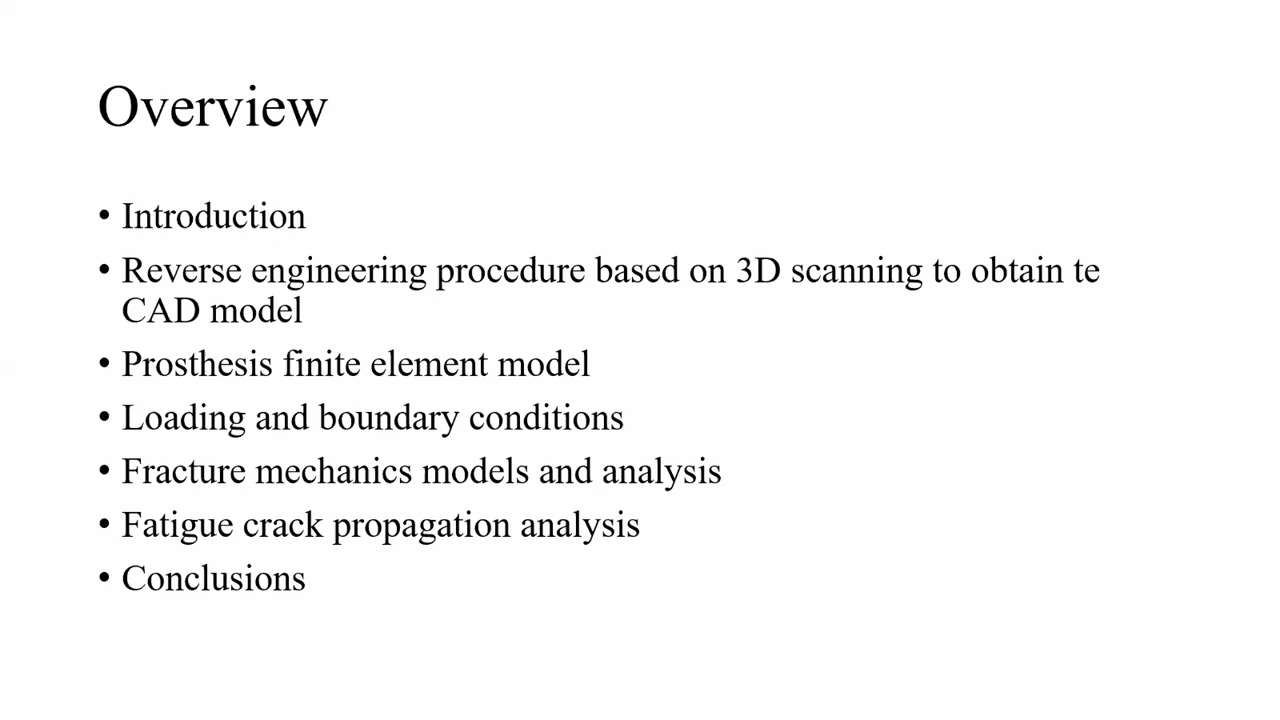 Overview
• Introduction
• Reverse engineering procedure based on 3D scanning to obtain te
CAD model
• Prosthesis finite element model
• Loading and boundary conditions
• Fracture mechanics models and analysis
• Fatigue crack propagation analysis
• Conclusions